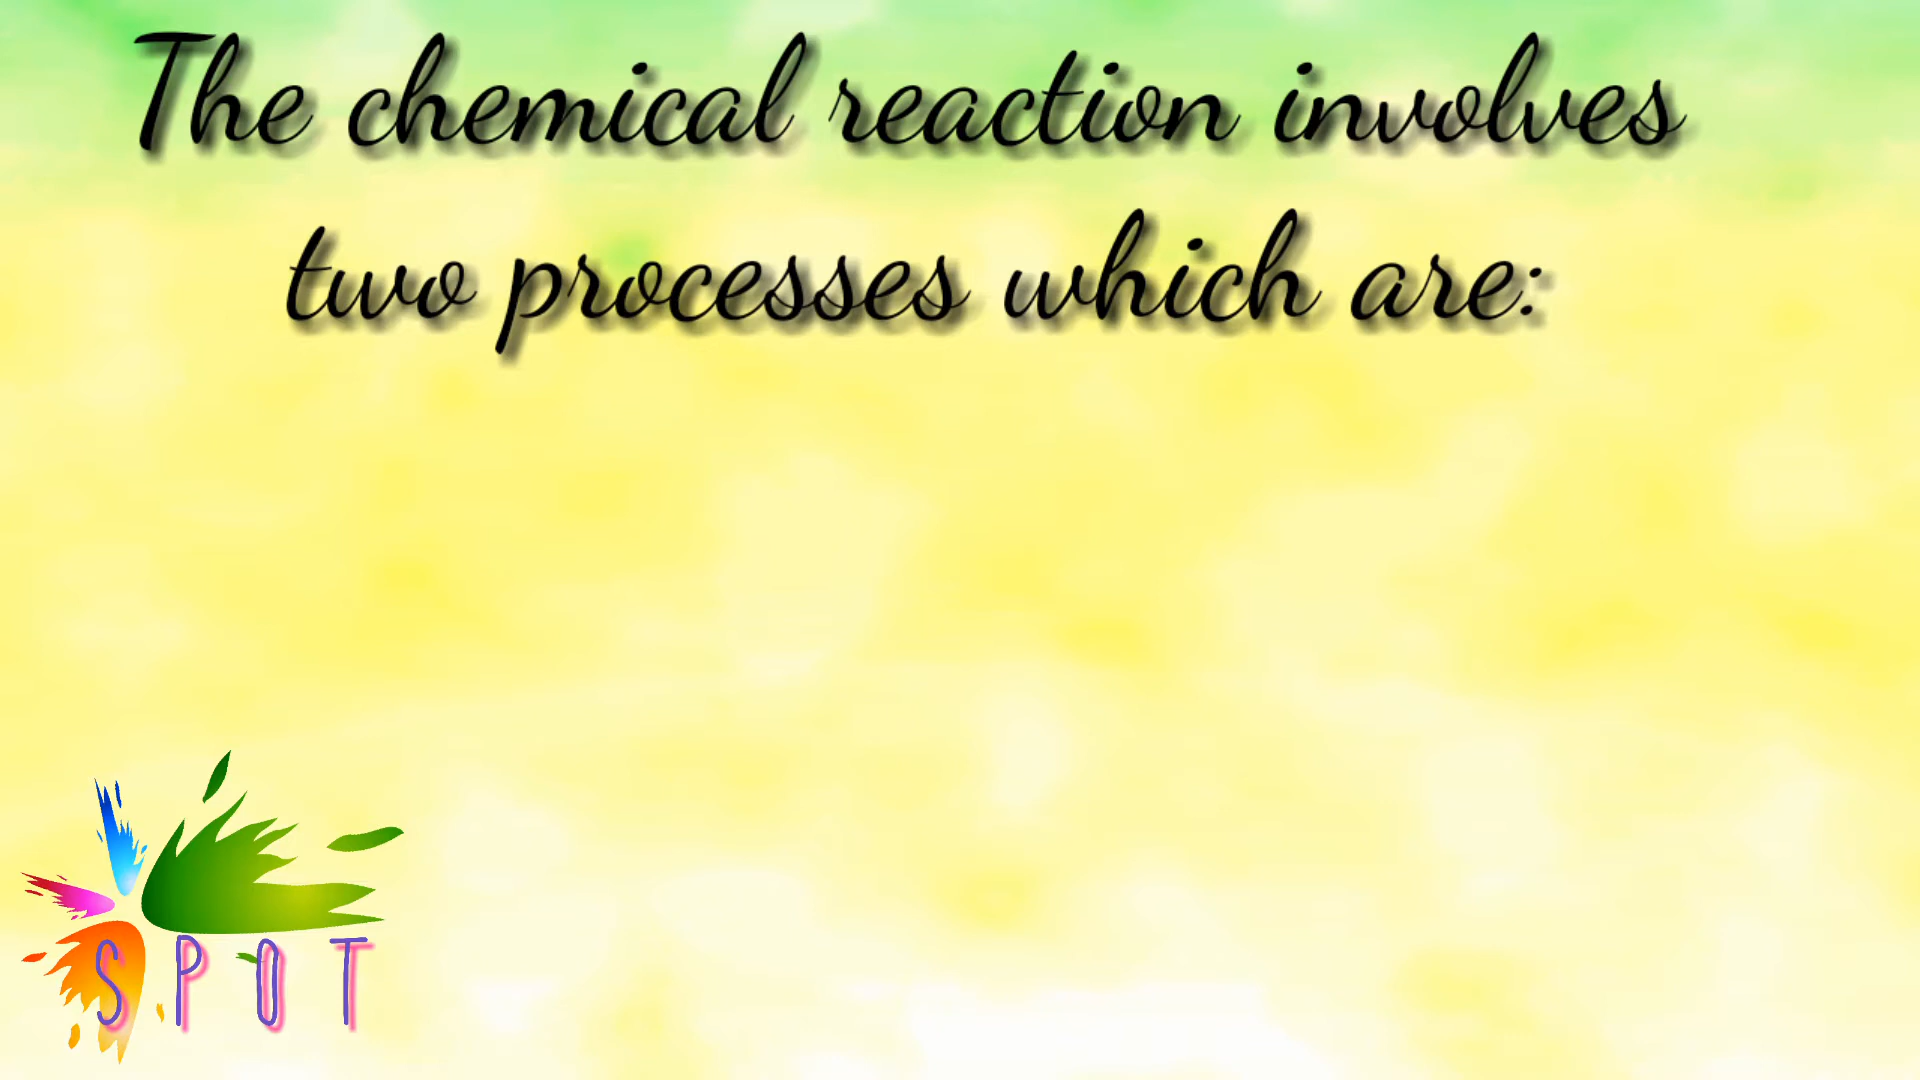 The chemical reaction involves
two processes which are:
SPOT